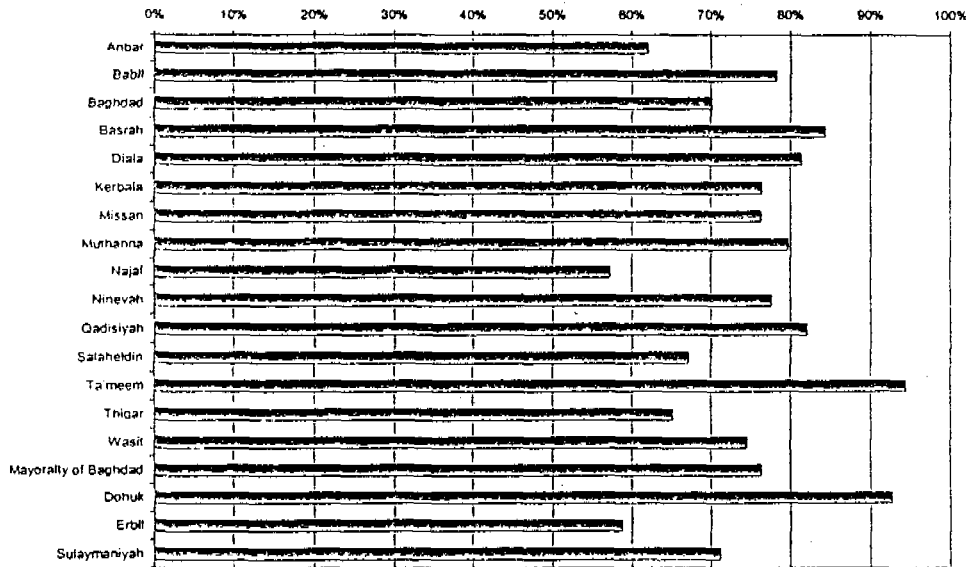 0% 10% 20% 30% 40% 50% 60% 70% 80% 90% 100%
Anbar
Babil
Baghdad
Basrah
Diala
Kerbala
Missan
Muthanna
Najaf
Ninevah
Qadisiyah
Salaheldin
Ta'meem
Thiqar
Wasit
Mayoralty of Baghdad
Dohuk
Erbil
Sulaymaniyah